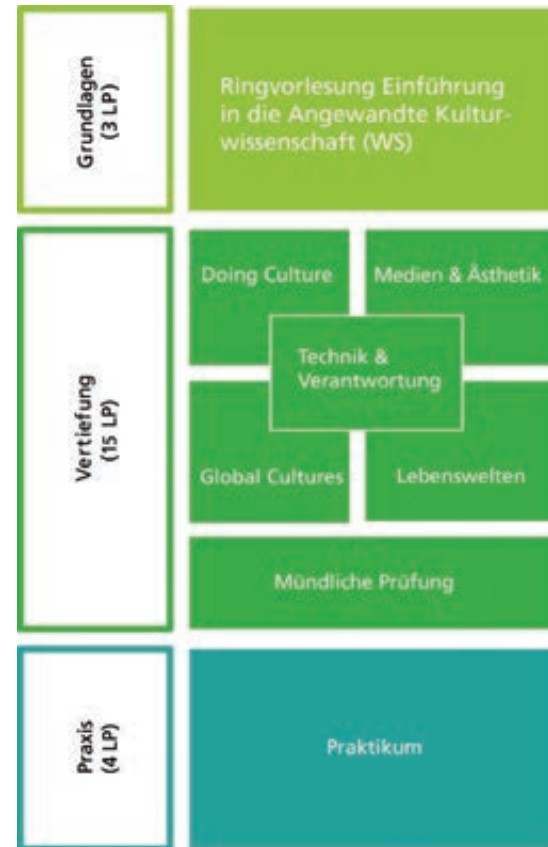 Grundlagen
(3 LP)
Ringvorlesung Einführung
in die Angewandte Kultur-
wissenschaft (WS)
Vertiefung
(15 LP)
Doing Culture
Medien & Ästhetik
Technik &
Verantwortung
Global Cultures
Lebenswelten
Mündliche Prüfung
Praxis
(4 LP)
Praktikum